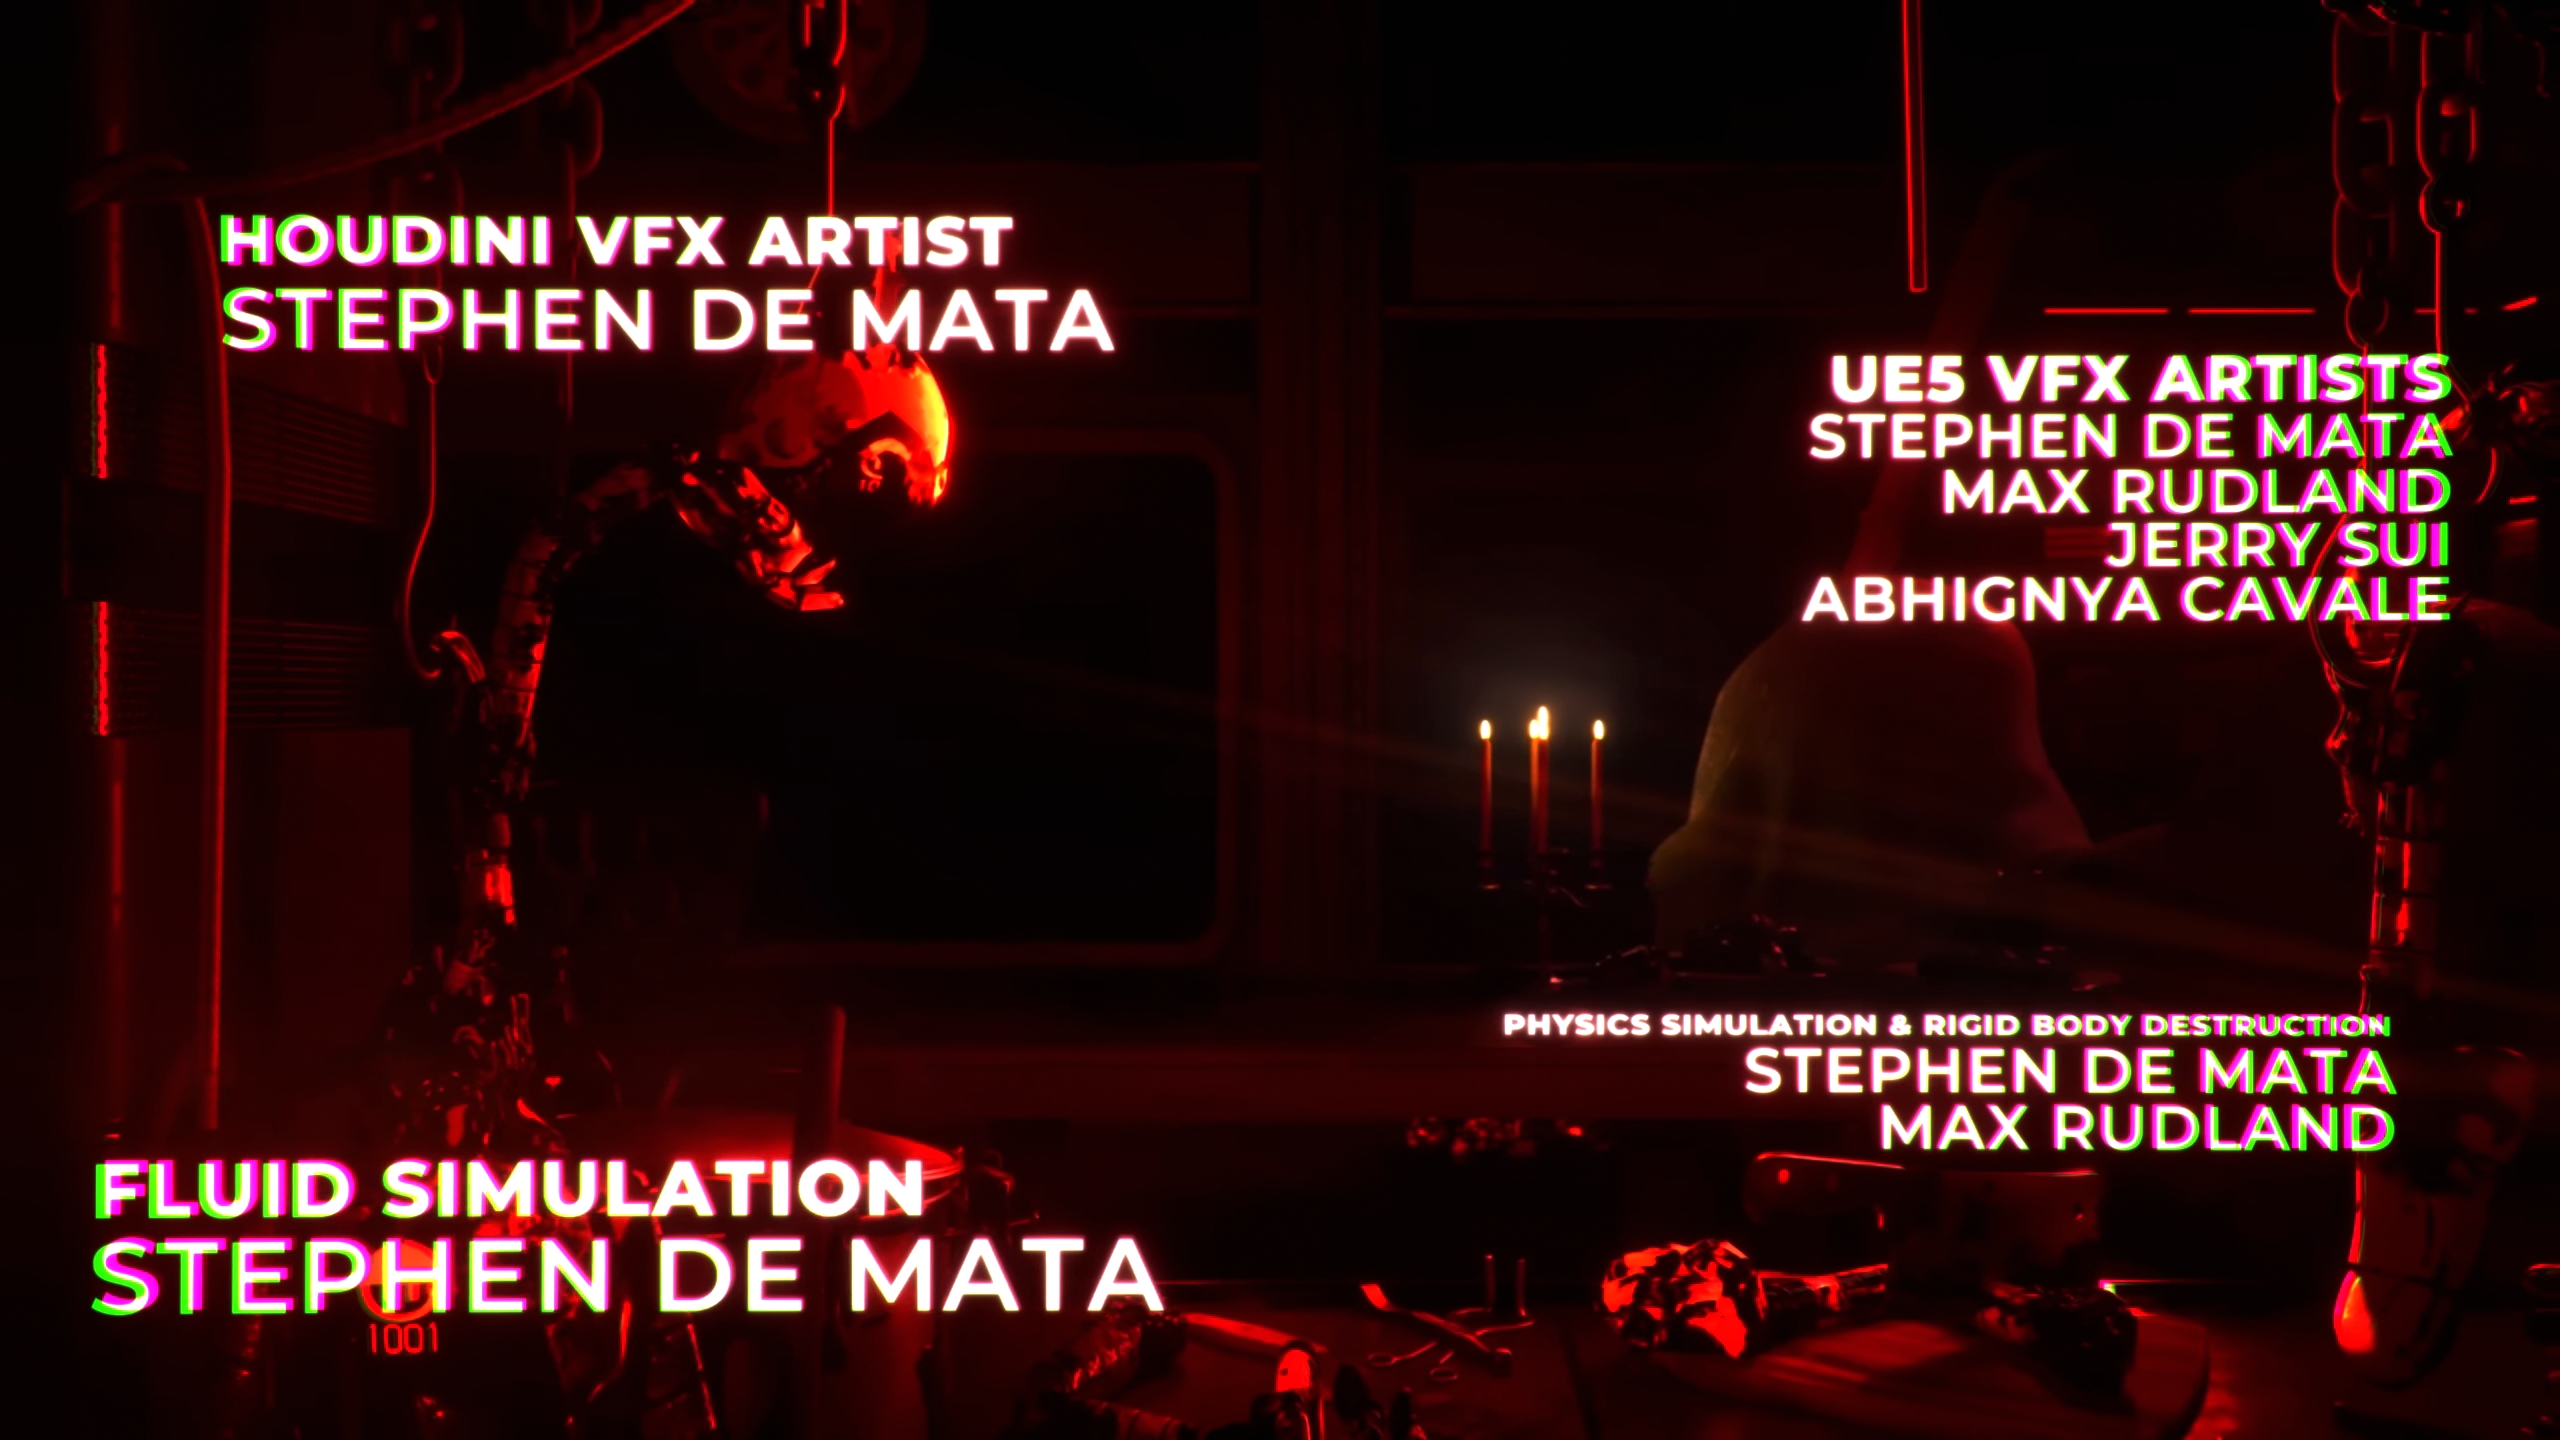 HOUDINI VFX ARTIST
STEPHEN DE MATA
UE5 VFX ARTISTS
STEPHEN DE MATA
MAX RUDLAND
JERRY SUI
ABHIGNYA CAVALE
PHYSICS SIMULATION & RIGID BODY DESTRUCTION
STEPHEN DE MATA
MAX RUDLAND
FLUID SIMULATION
STEPHEN DE MATA
1001